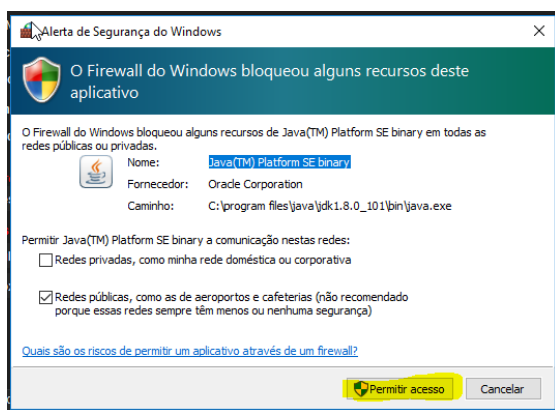 Alerta de Segurança do Windows
O Firewall do Windows bloqueou alguns recursos deste
aplicativo
O Firewall do Windows bloqueou alguns recursos de Java(TM) Platform SE binary em todas as
redes públicas ou privadas.
Nome: Java(TM) Platform SE binary
Fornecedor: Oracle Corporation
Caminho: C:\program files\java\jdk1.8.0_101\bin\java.exe
Permitir Java(TM) Platform SE binary a comunicação nestas redes:
Redes privadas, como minha rede doméstica ou corporativa
Redes públicas, como as de aeroportos e cafeterias (não recomendado
porque essas redes sempre têm menos ou nenhuma segurança)
Quais são os riscos de permitir um aplicativo através de um firewall?
Permitir acesso Cancelar